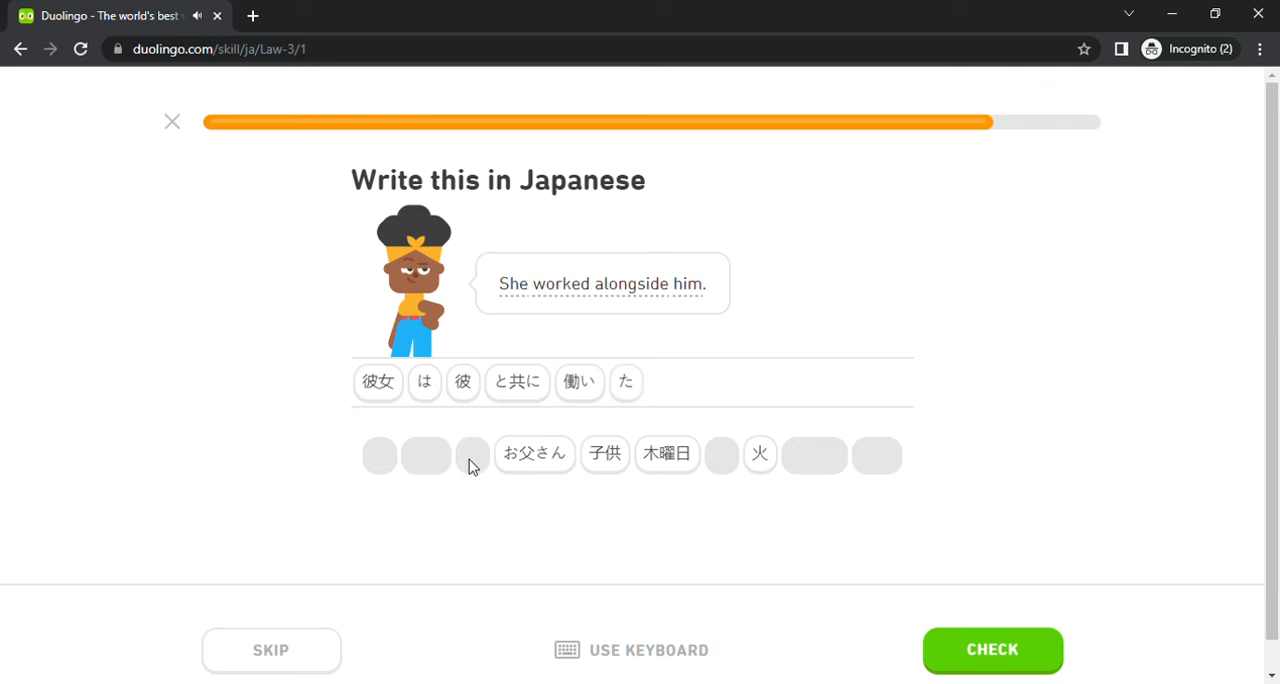 Duolingo - The world's best
duolingo.com/skill/ja/Law-3/1
Incognito (2)
Write this in Japanese
She worked alongside him.
彼女 は 彼 と共に 働い た
お父さん 子供 木曜日 火
SKIP USE KEYBOARD CHECK